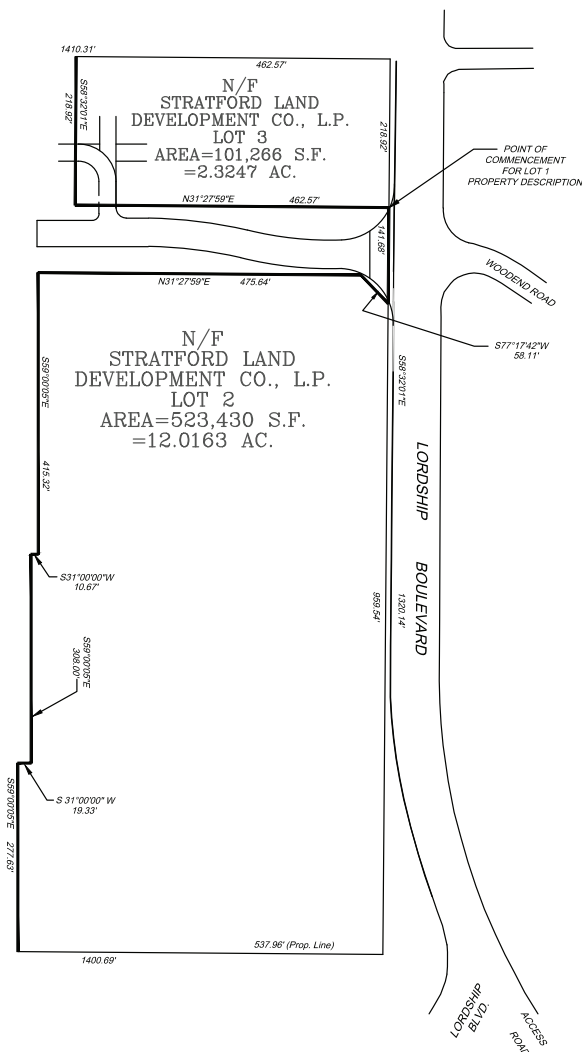 1410.31'
462.57'
S58°32'01"E
218.92'
N/F
STRATFORD LAND
DEVELOPMENT CO., L.P.
LOT 3
AREA=101,266 S.F.
=2.3247 AC.
218.92'
POINT OF
COMMENCEMENT
FOR LOT 1
PROPERTY DESCRIPTION
N31°27'59"E 462.57'
141.68'
WOODEND ROAD
N31°27'59"E 475.64'
S77°17'42"W
58.11'
N/F
STRATFORD LAND
DEVELOPMENT CO., L.P.
LOT 2
AREA=523,430 S.F.
=12.0163 AC.
S59°00'05"E
415.32'
S58°32'01"E
LORDSHIP BOULEVARD
S31°00'00"W
10.67'
959.54'
1320.14'
S59°00'05"E
308.00'
S 31°00'00" W
19.33'
S59°00'05"E 277.63'
537.96' (Prop. Line)
1400.69'
LORDSHIP
BLVD.
ACCESS
ROAD